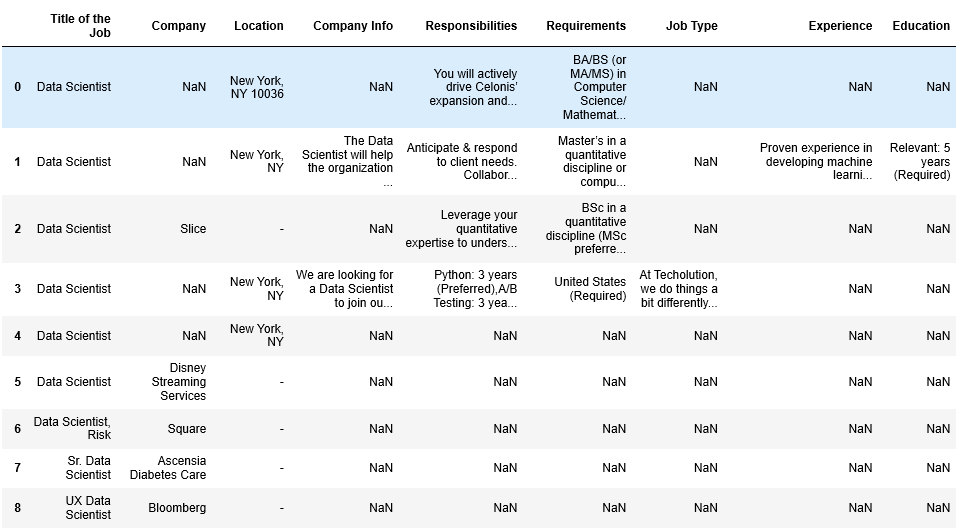 Title of the Job Company Location Company Info Responsibilities Requirements Job Type Experience Education
0 Data Scientist NaN New York, NY 10036 NaN You will actively drive Celonis' expansion and... BA/BS (or MA/MS) in Computer Science/ Mathemat... NaN NaN NaN
1 Data Scientist NaN New York, NY The Data Scientist will help the organization ... Anticipate & respond to client needs. Collabor... Master's in a quantitative discipline or compu... NaN Proven experience in developing machine learni... Relevant: 5 years (Required)
2 Data Scientist Slice - NaN Leverage your quantitative expertise to unders... BSc in a quantitative discipline (MSc preferre... NaN NaN NaN
3 Data Scientist NaN New York, NY We are looking for a Data Scientist to join ou... Python: 3 years (Preferred),A/B Testing: 3 yea... United States (Required) At Techolution, we do things a bit differently... NaN NaN
4 Data Scientist NaN New York, NY NaN NaN NaN NaN NaN NaN
5 Data Scientist Disney Streaming Services - NaN NaN NaN NaN NaN NaN
6 Data Scientist, Risk Square - NaN NaN NaN NaN NaN NaN
7 Sr. Data Scientist Ascensia Diabetes Care - NaN NaN NaN NaN NaN NaN
8 UX Data Scientist Bloomberg - NaN NaN NaN NaN NaN NaN